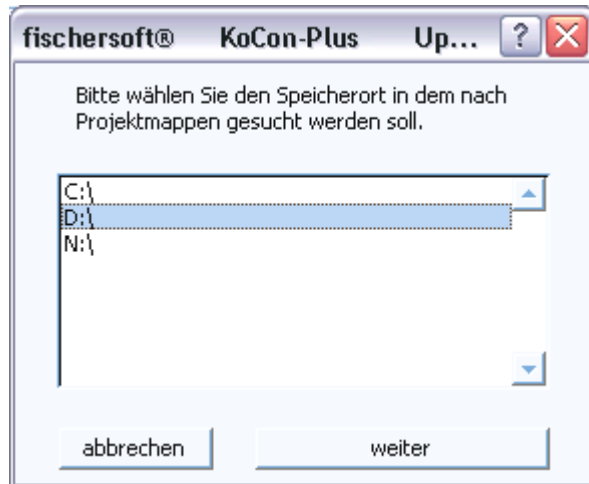 fischersoft® KoCon-Plus Up...
Bitte wählen Sie den Speicherort in dem nach
Projektmappen gesucht werden soll.
C:\
D:\
N:\
abbrechen weiter